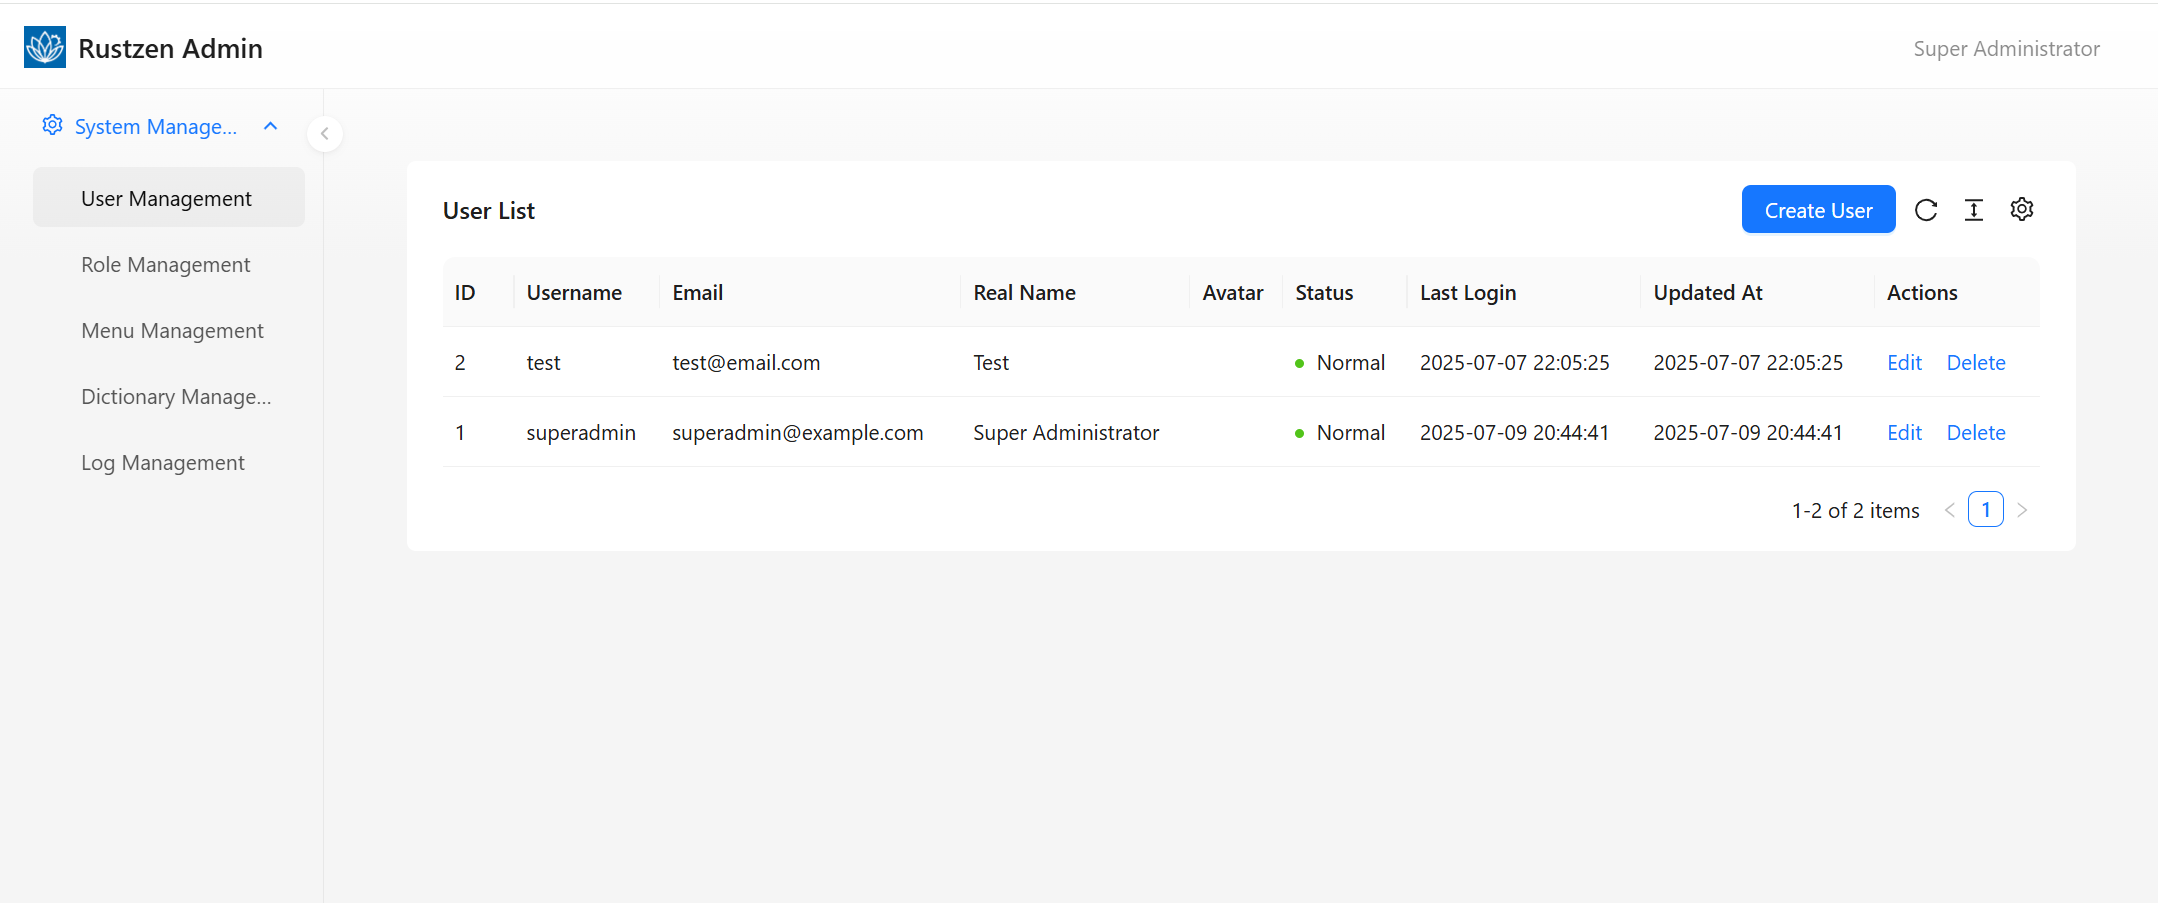 Rustzen Admin
Super Administrator
System Manage...
User Management
Role Management
Menu Management
Dictionary Manage...
Log Management
User List
Create User
ID Username Email Real Name Avatar Status Last Login Updated At Actions
2 test test@email.com Test Normal 2025-07-07 22:05:25 2025-07-07 22:05:25 Edit Delete
1 superadmin superadmin@example.com Super Administrator Normal 2025-07-09 20:44:41 2025-07-09 20:44:41 Edit Delete
1-2 of 2 items < 1 >